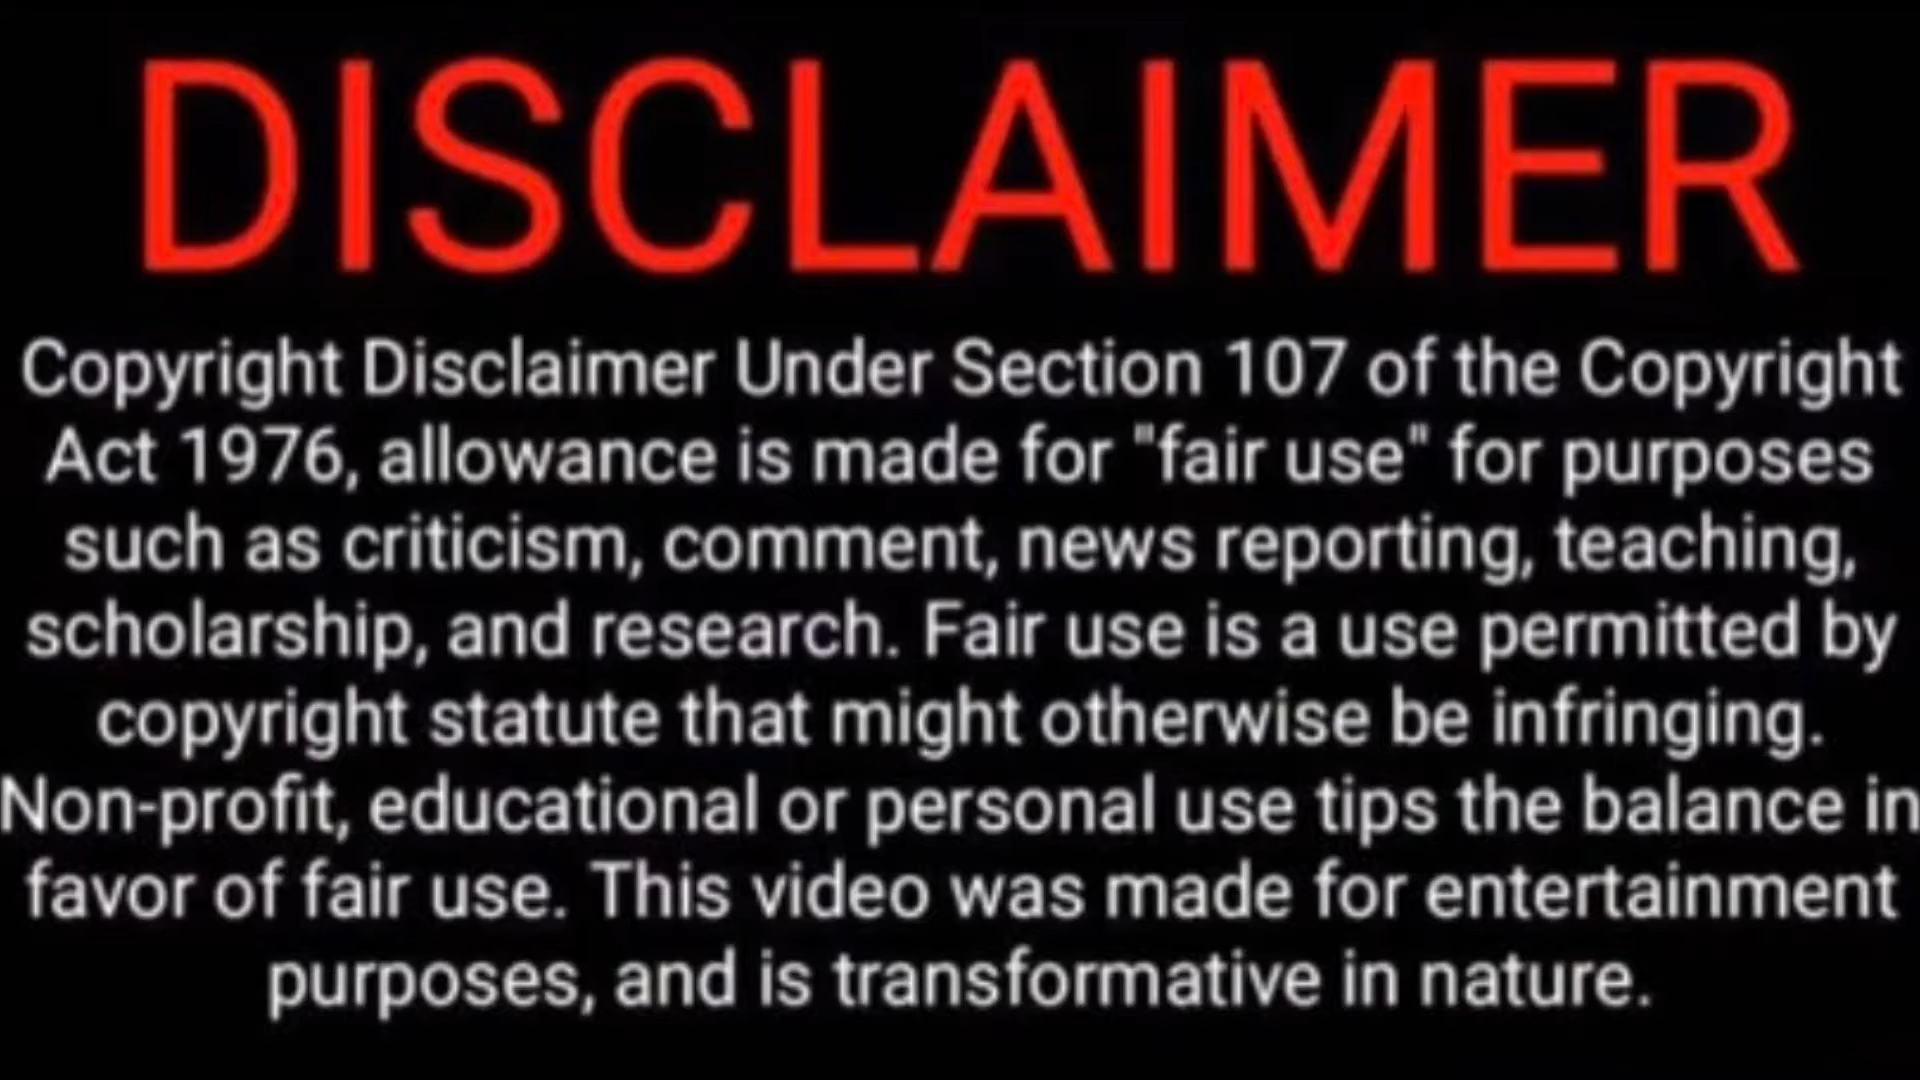 DISCLAIMER
Copyright Disclaimer Under Section 107 of the Copyright
Act 1976, allowance is made for "fair use" for purposes
such as criticism, comment, news reporting, teaching,
scholarship, and research. Fair use is a use permitted by
copyright statute that might otherwise be infringing.
Non-profit, educational or personal use tips the balance in
favor of fair use. This video was made for entertainment
purposes, and is transformative in nature.